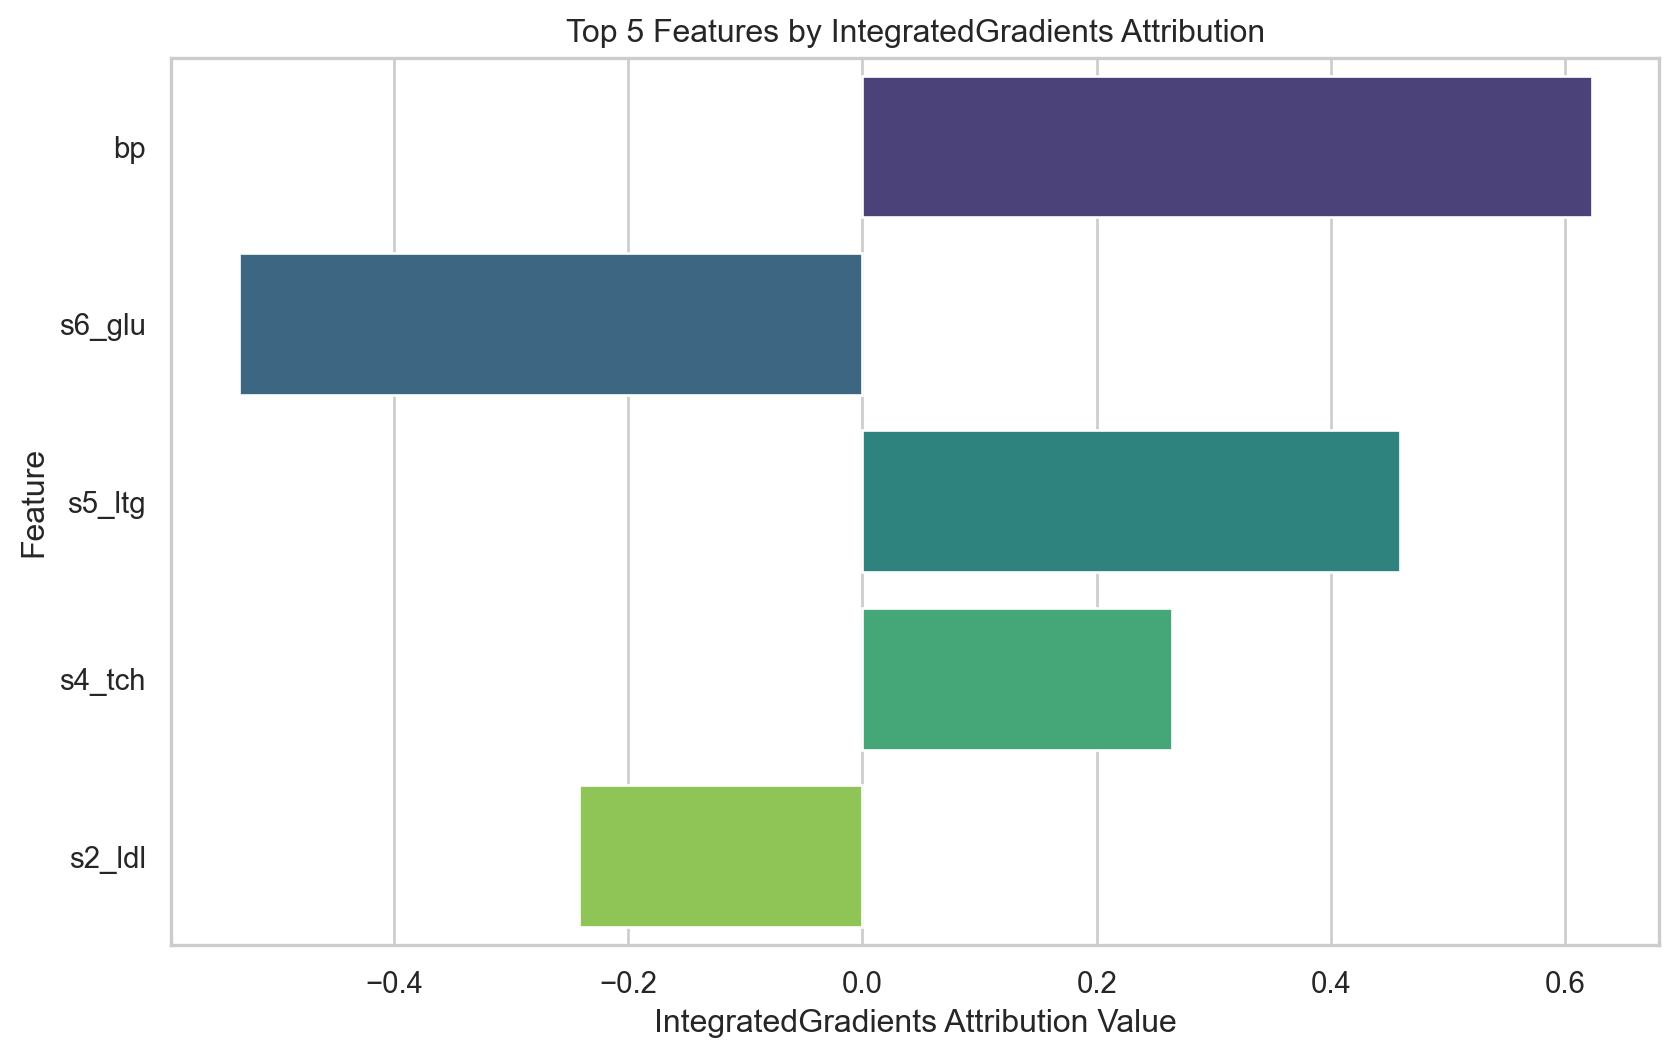 Top 5 Features by IntegratedGradients Attribution
bp
s6_glu
s5_ltg
s4_tch
s2_ldl
Feature
−0.4 −0.2 0.0 0.2 0.4 0.6
IntegratedGradients Attribution Value